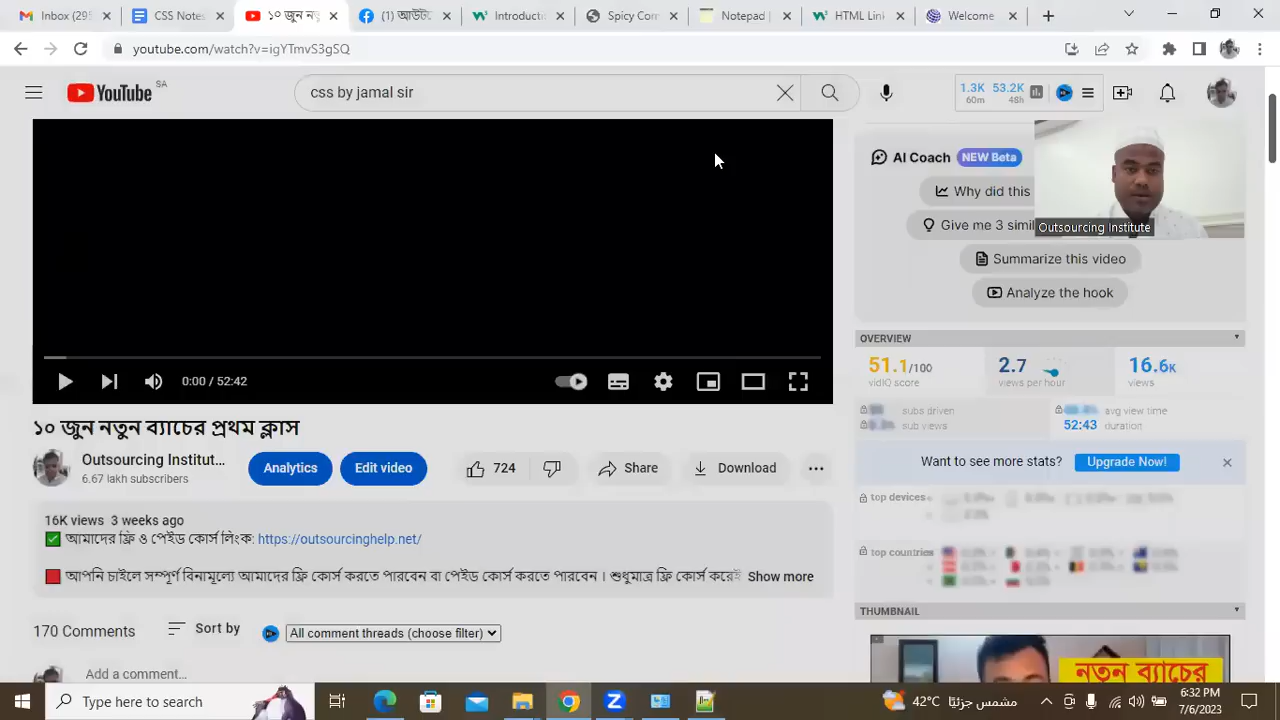 Inbox (295
CSS Notes
১০ জুন নতু
(1) আউট
Introducti
Spicy Con
Notepad |
HTML Link
Welcome
youtube.com/watch?v=igYTmvS3gSQ
YouTube SA
css by jamal sir
1.3K 53.2K
60m 48h
AI Coach NEW Beta
Why did this
Give me 3 simil
Outsourcing Institute
Summarize this video
Analyze the hook
OVERVIEW
51.1/100 2.7 16.6K
vidIQ score views per hour views
0:00 / 52:42
subs driven avg view time
sub views 52:43 duration
১০ জুন নতুন ব্যাচের প্রথম ক্লাস
Outsourcing Institut...
6.67 lakh subscribers
Analytics
Edit video
724
Share
Download
Want to see more stats? Upgrade Now!
top devices
16K views 3 weeks ago
আমাদের ফ্রি ও পেইড কোর্স লিংক: https://outsourcinghelp.net/
top countries
আপনি চাইলে সম্পূর্ণ বিনামূল্যে আমাদের ফ্রি কোর্স করতে পারবেন বা পেইড কোর্স করতে পারবেন । শুধুমাত্র ফ্রি কোর্স করেই Show more
THUMBNAIL
170 Comments
Sort by
All comment threads (choose filter)
নতুন ব্যাচের
Add a comment...
Type here to search
42°C مشمس جزئيًا
6:32 PM
7/6/2023